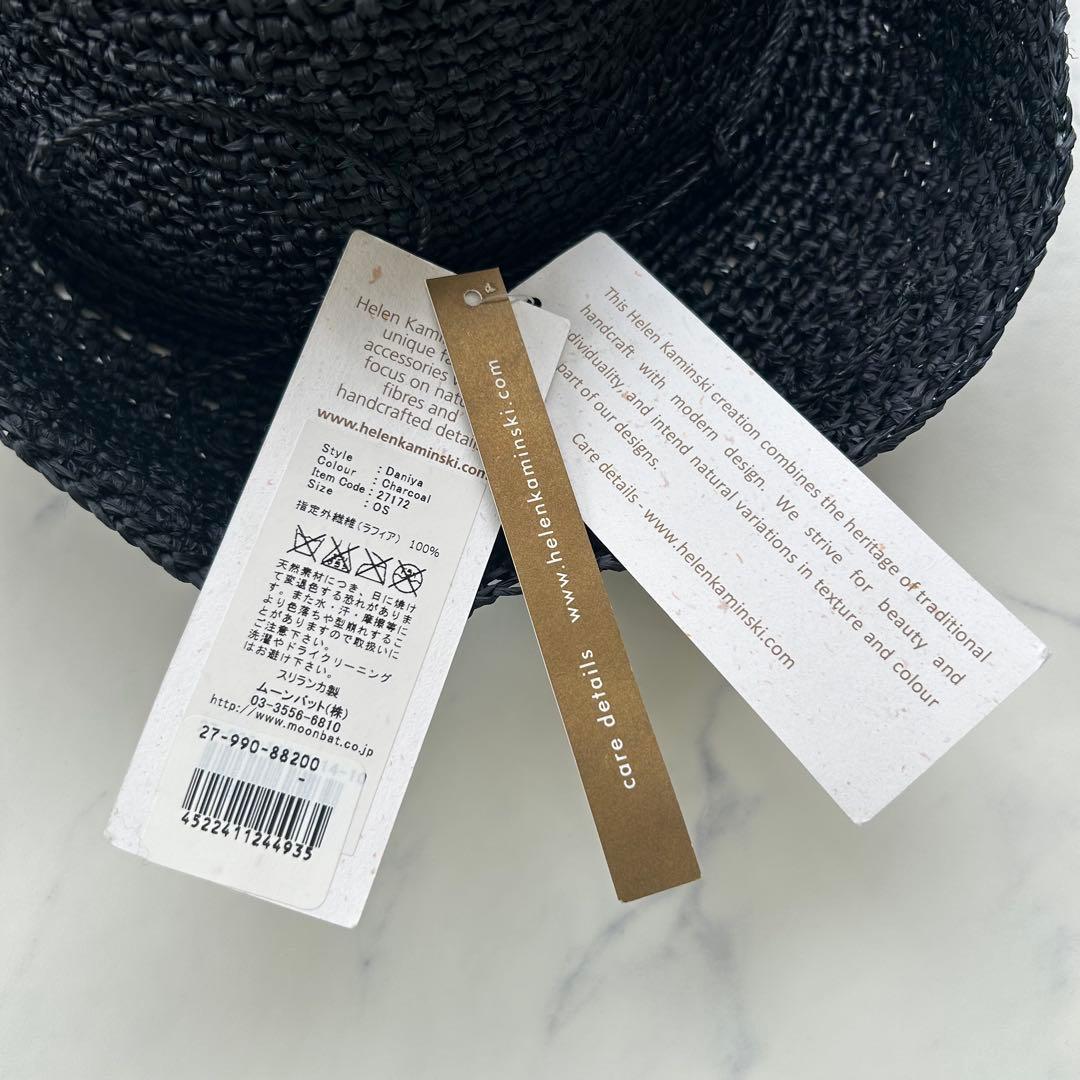 Helen Kamin
unique fa
accessories w
focus on natu
fibres and
handcrafted detail
www.helenkaminski.com
Style : Daniya
Colour : Charcoal
Item Code : 27172
Size : OS
指定外繊維(ラフィア) 100%
天然素材につき、日に焼け
て変退色する恐れがありま
す。また水・汗・摩擦等に
より色落ちや型崩れするこ
とがありますので取扱いに
ご注意下さい。
洗濯やドライクリーニング
はお避け下さい。
スリランカ製
ムーンバット(株)
03-3556-6810
http://www.moonbat.co.jp
27-990-88200
-
4522411244935
care details www.helenkaminski.com
This Helen Kaminski creation combines the heritage of traditional
handcraft with modern design. We strive for beauty and
dividuality, and intend natural variations in texture and colour
part of our designs.
Care details - www.helenkaminski.com